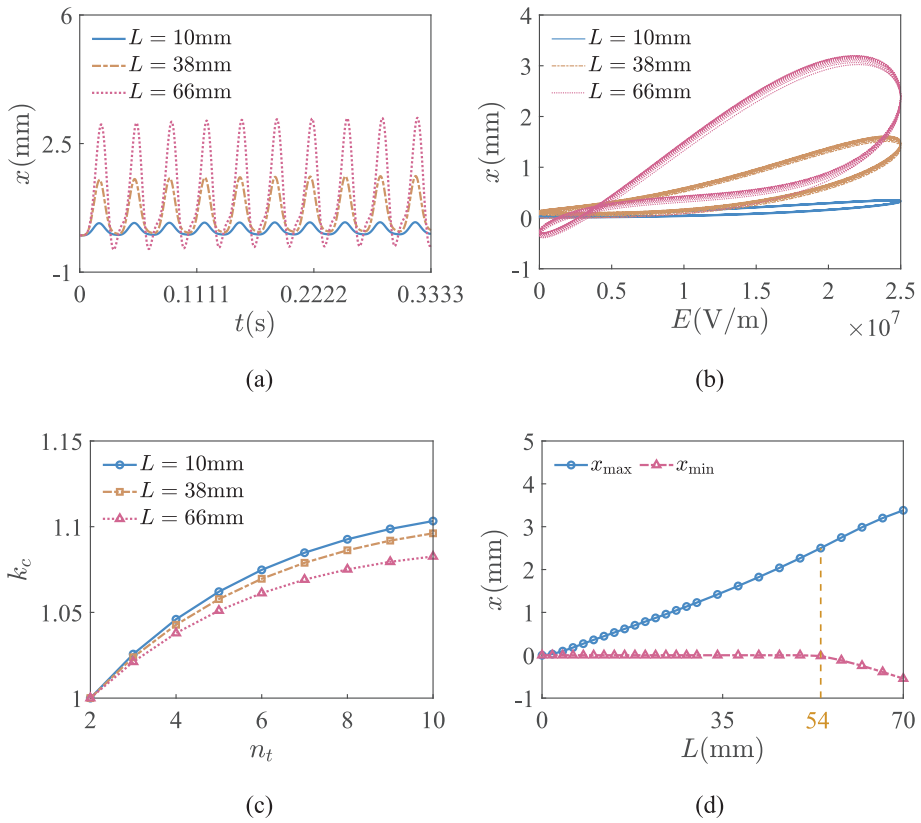 6
2.5
-1
x(mm)
L = 10mm
L = 38mm
L = 66mm
0 0.1111 0.2222 0.3333
t(s)
(a)
4
3
2
1
0
-1
x(mm)
L = 10mm
L = 38mm
L = 66mm
0 0.5 1 1.5 2 2.5
E(V/m) ×10⁷
(b)
1.15
1.10
1.05
1
k_c
L = 10mm
L = 38mm
L = 66mm
2 4 6 8 10
n_t
(c)
5
4
3
2
1
0
-1
x(mm)
x_max x_min
0 35 54 70
L(mm)
(d)